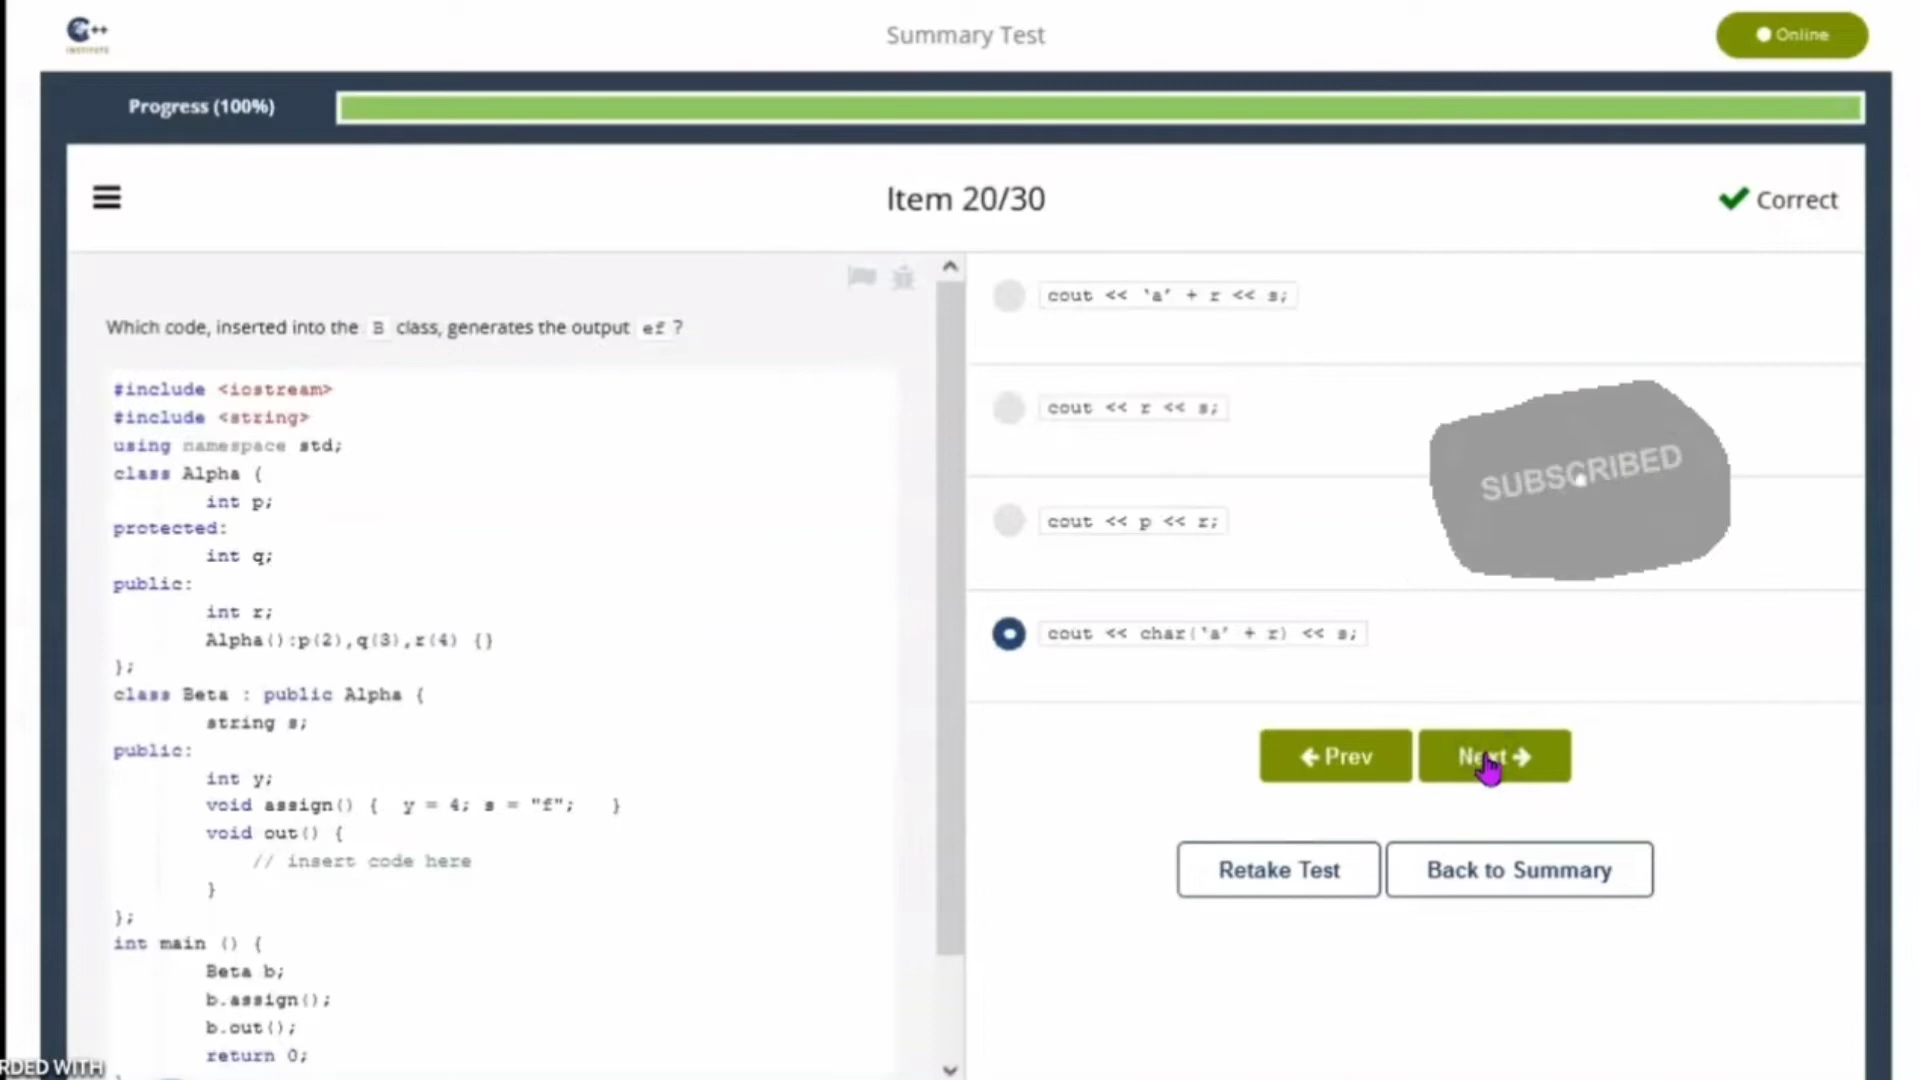 C++
INSTITUTE
Summary Test
Online
Progress (100%)
Item 20/30
Correct
Which code, inserted into the B class, generates the output ef ?
#include <iostream>
#include <string>
using namespace std;
class Alpha {
int p;
protected:
int q;
public:
int r;
Alpha():p(2),q(3),r(4) {}
};
class Beta : public Alpha {
string s;
public:
int y;
void assign() { y = 4; s = "f"; }
void out() {
// insert code here
}
};
int main () {
Beta b;
b.assign();
b.out();
return 0;
cout << 'a' + r << s;
cout << r << s;
cout << p << r;
cout << char('a' + r) << s;
SUBSCRIBED
Prev
Next
Retake Test
Back to Summary
RDED WITH